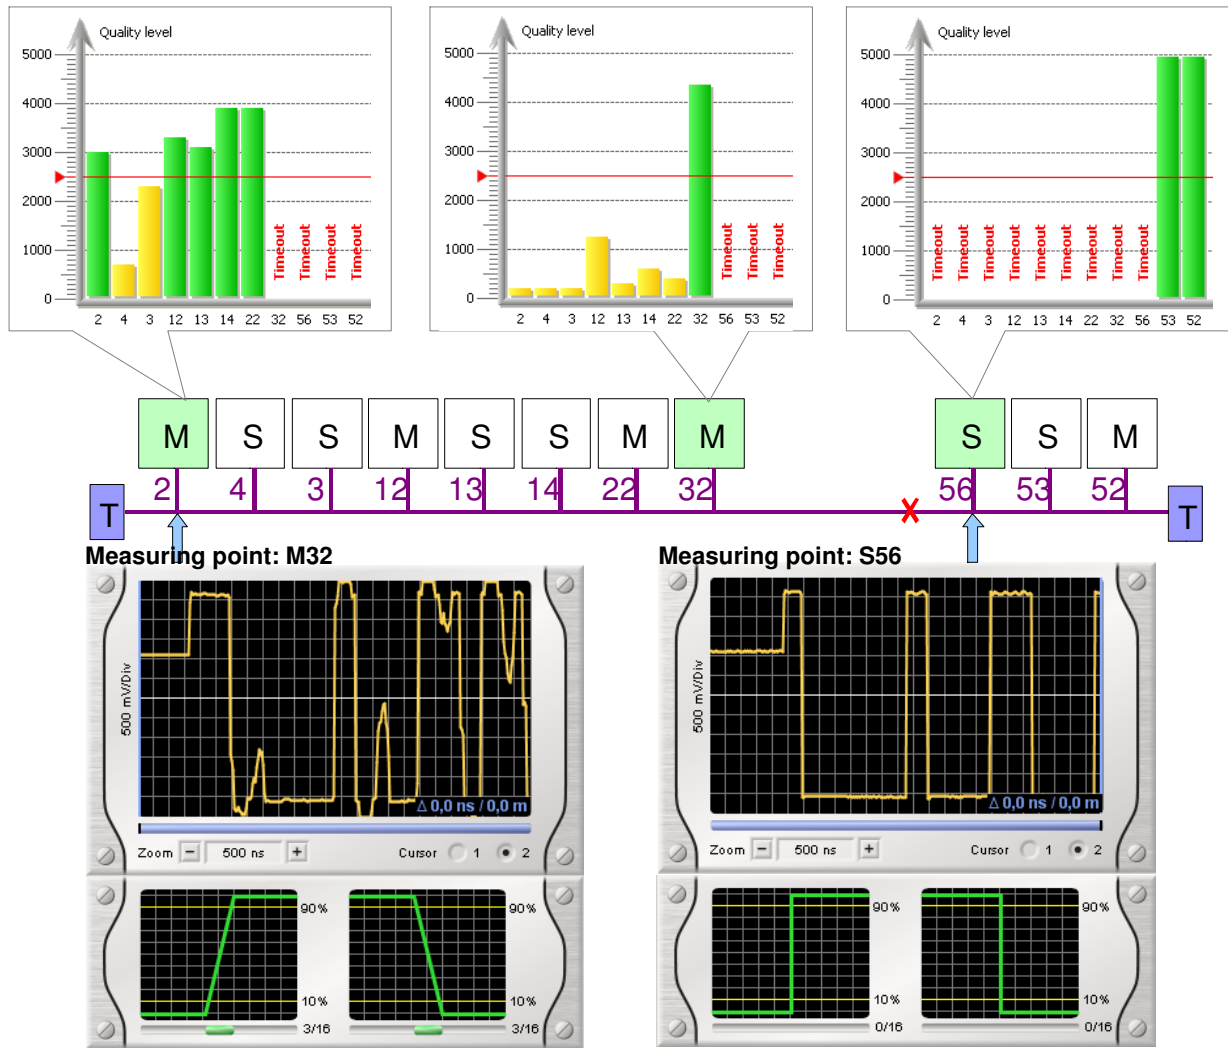 Quality level
5000
4000
3000
2000
1000
0
Timeout Timeout Timeout Timeout
2 4 3 12 13 14 22 32 56 53 52
Quality level
5000
4000
3000
2000
1000
0
Timeout Timeout Timeout
2 4 3 12 13 14 22 32 56 53 52
Quality level
5000
4000
3000
2000
1000
0
Timeout Timeout Timeout Timeout Timeout Timeout Timeout Timeout Timeout
2 4 3 12 13 14 22 32 56 53 52
M S S M S S M M S S M
2 4 3 12 13 14 22 32 56 53 52
T X T
Measuring point: M32 Measuring point: S56
500 mV/Div
Δ 0,0 ns / 0,0 m
Zoom − 500 ns + Cursor 1 2
90% 90%
10% 10%
3/16 3/16
500 mV/Div
Δ 0,0 ns / 0,0 m
Zoom − 500 ns + Cursor 1 2
90% 90%
10% 10%
0/16 0/16